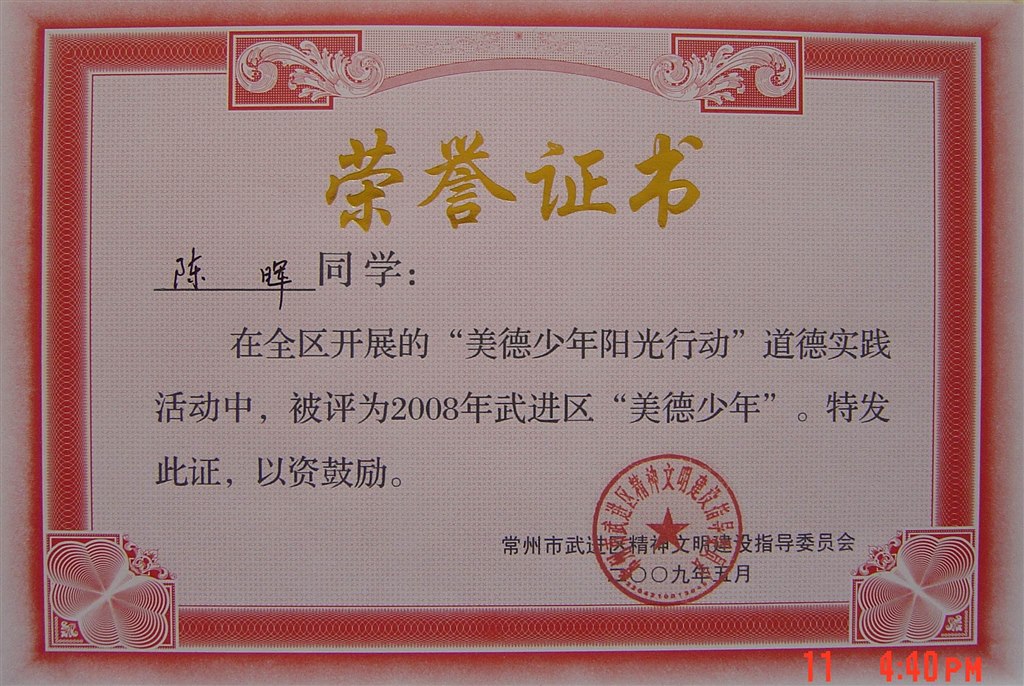 荣誉证书
陈晖同学：
在全区开展的“美德少年阳光行动”道德实践
活动中，被评为2008年武进区“美德少年”。特发
此证，以资鼓励。
常州市武进区精神文明建设指导委员会
二〇〇九年五月
11 4:40PM